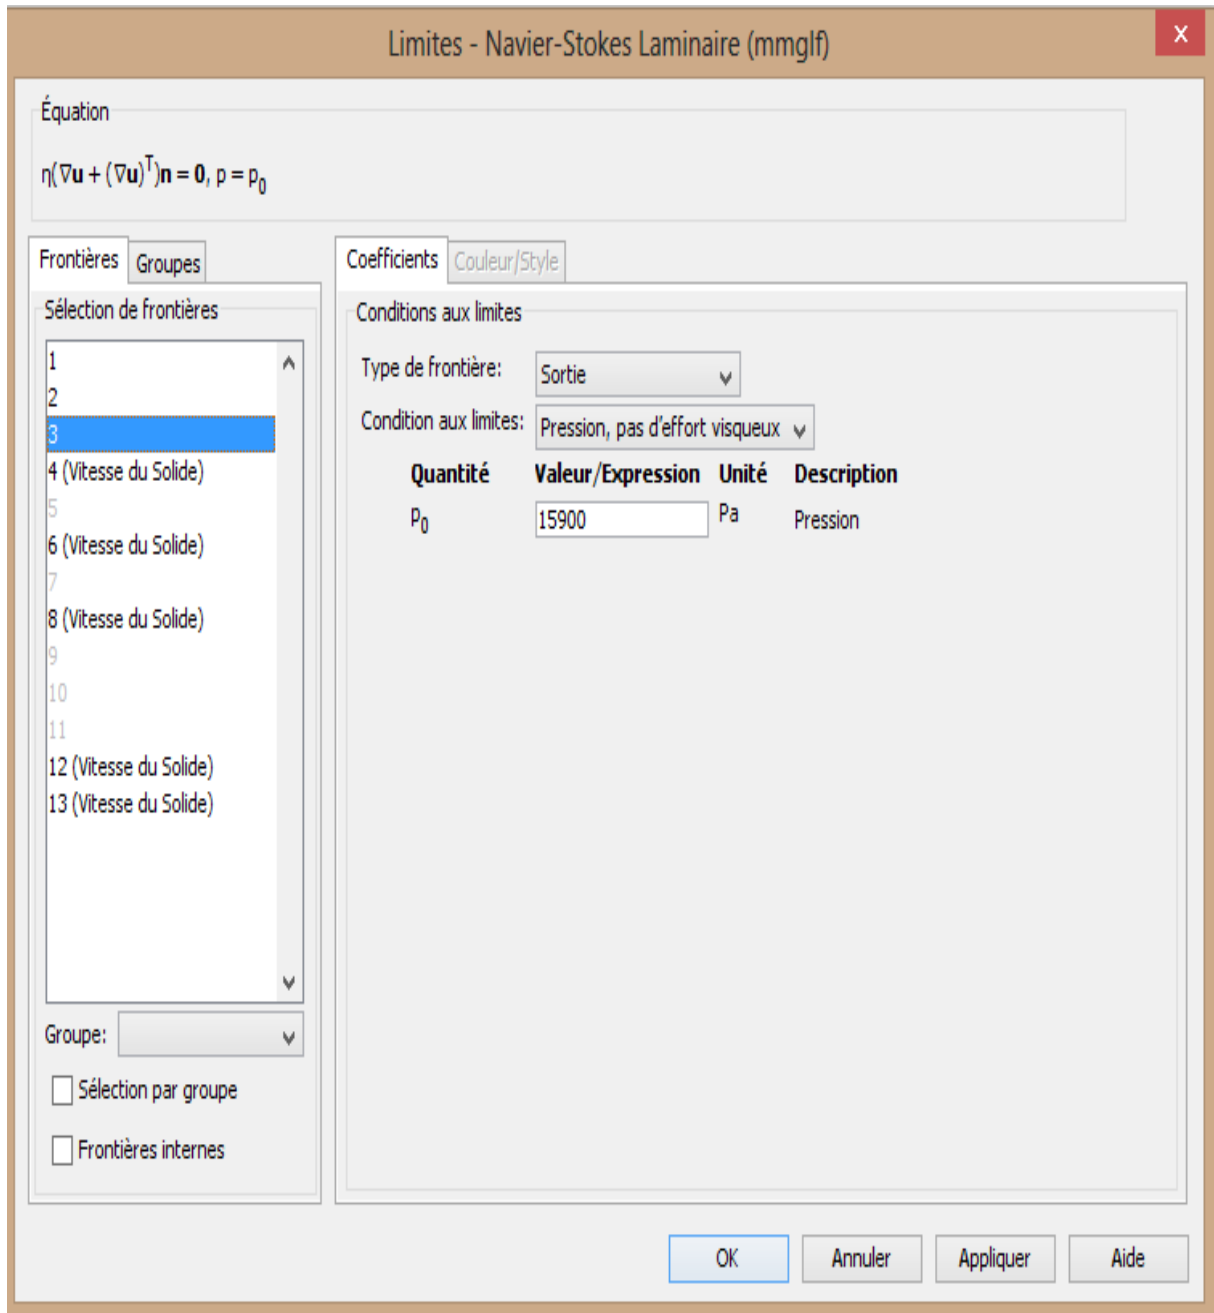 Limites - Navier-Stokes Laminaire (mmglf)
x
Équation
η(∇u + (∇u)ᵀ)n = 0, p = p₀
Frontières Groupes
Sélection de frontières
1
2
3
4 (Vitesse du Solide)
5
6 (Vitesse du Solide)
7
8 (Vitesse du Solide)
9
10
11
12 (Vitesse du Solide)
13 (Vitesse du Solide)
Groupe:
Sélection par groupe
Frontières internes
Coefficients Couleur/Style
Conditions aux limites
Type de frontière: Sortie
Condition aux limites: Pression, pas d'effort visqueux
Quantité Valeur/Expression Unité Description
p₀ 15900 Pa Pression
OK Annuler Appliquer Aide